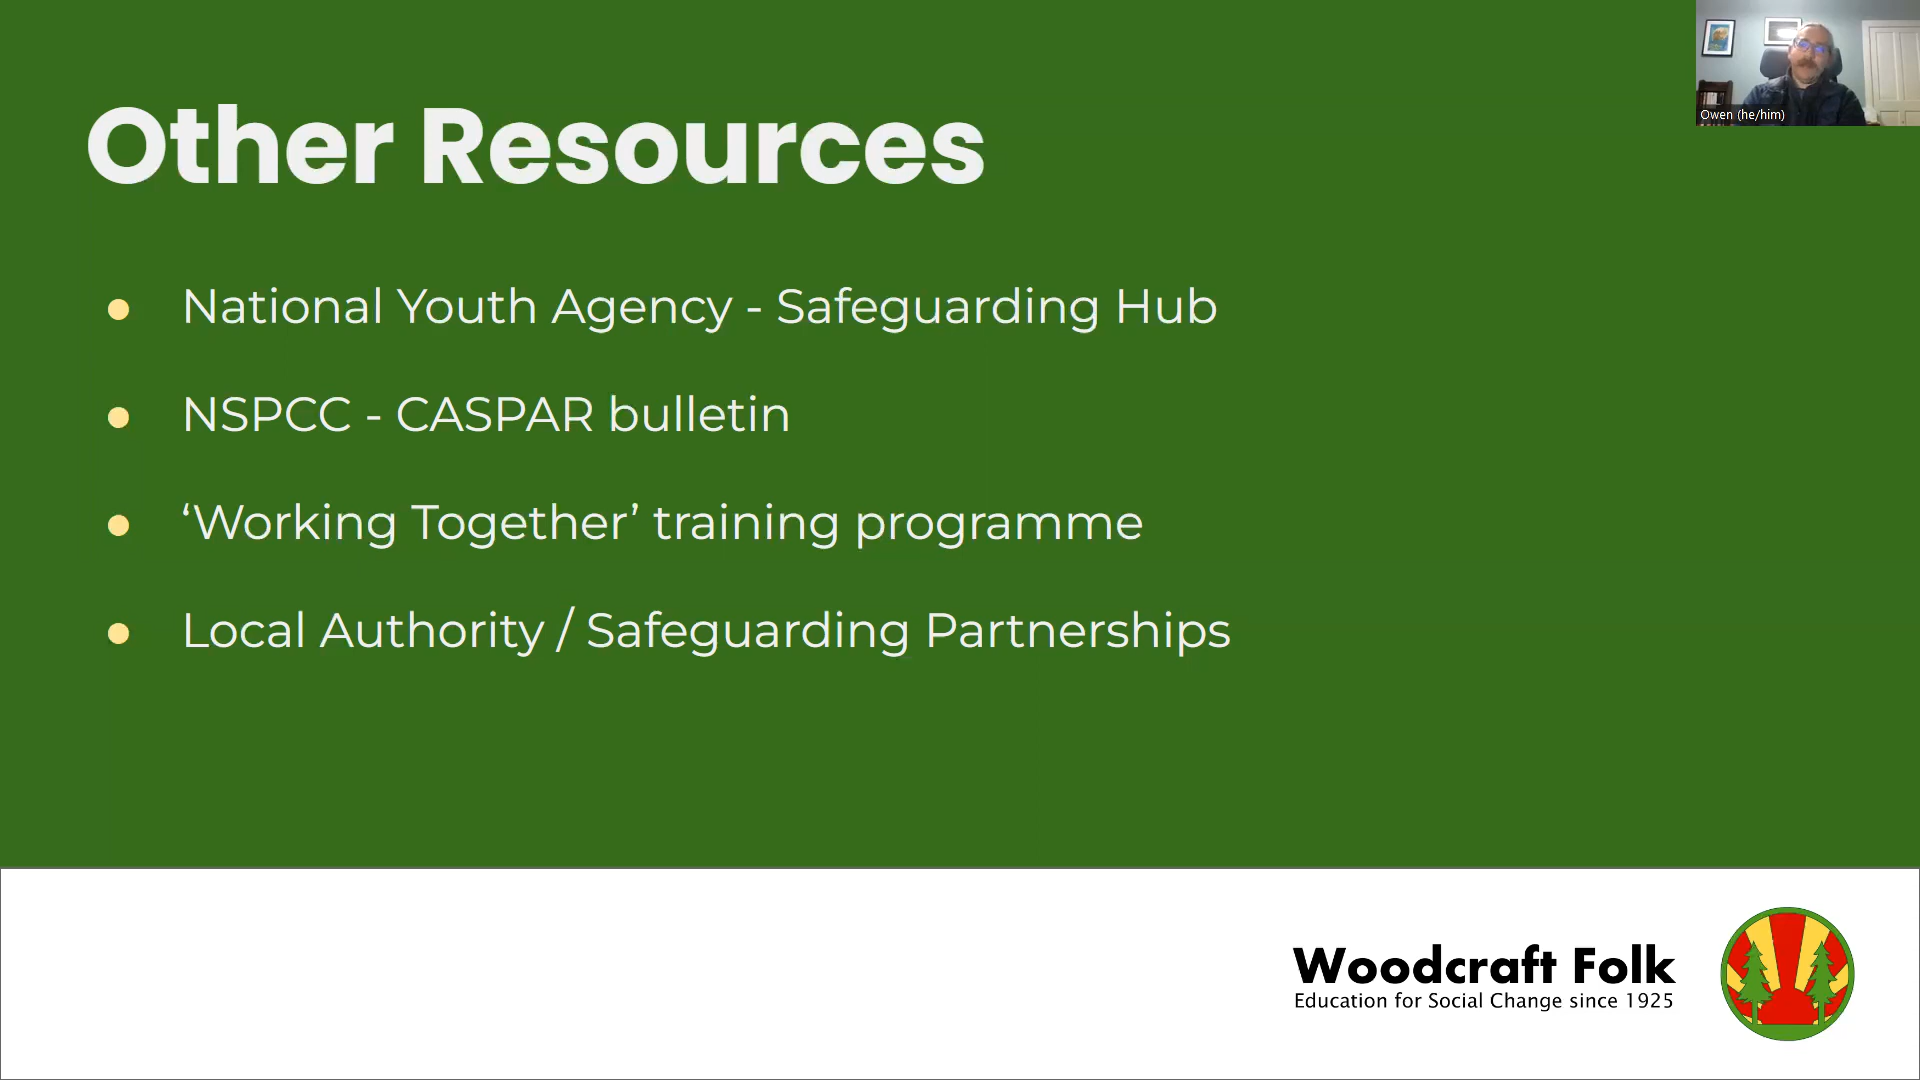 Other Resources
● National Youth Agency - Safeguarding Hub
● NSPCC - CASPAR bulletin
● ‘Working Together’ training programme
● Local Authority / Safeguarding Partnerships
Owen (he/him)
Woodcraft Folk
Education for Social Change since 1925